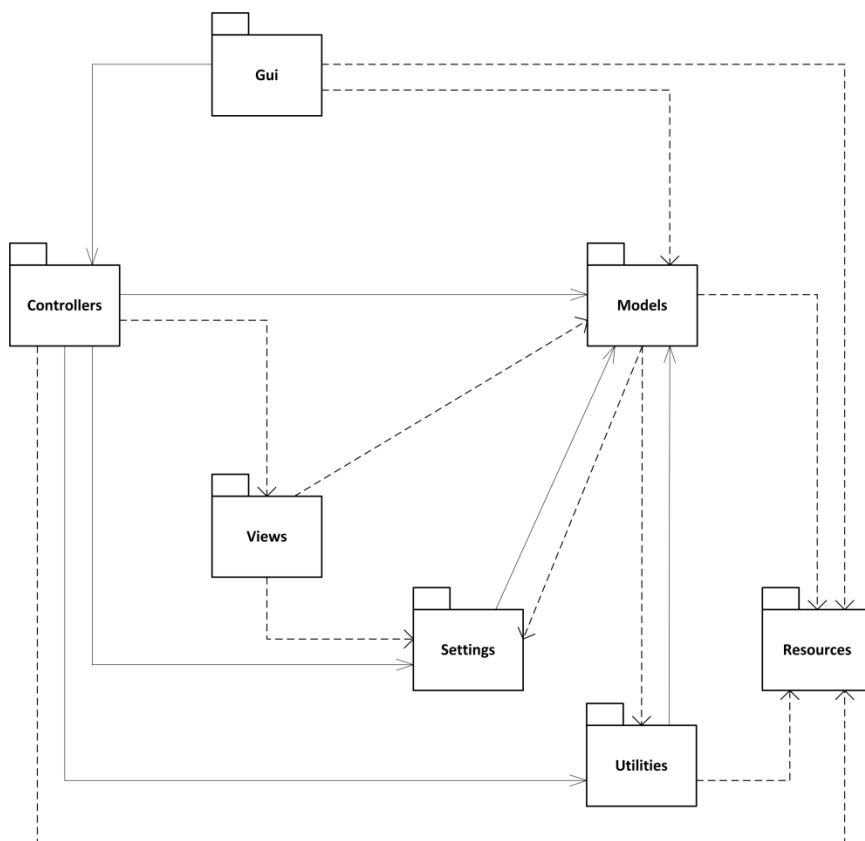 Gui
Controllers
Models
Views
Settings
Resources
Utilities